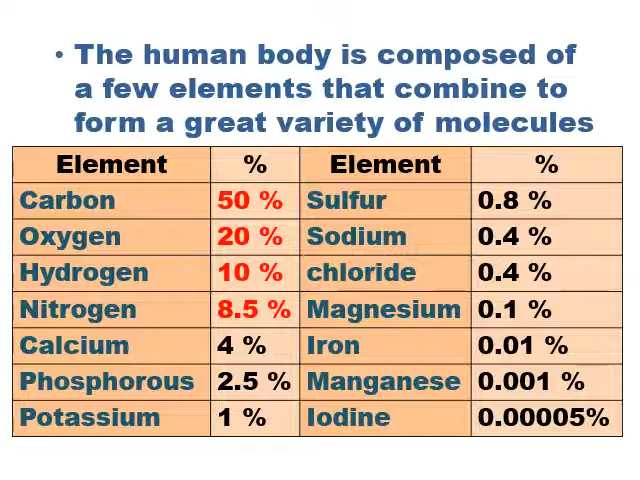 • The human body is composed of
a few elements that combine to
form a great variety of molecules
Element % Element %
Carbon 50 % Sulfur 0.8 %
Oxygen 20 % Sodium 0.4 %
Hydrogen 10 % chloride 0.4 %
Nitrogen 8.5 % Magnesium 0.1 %
Calcium 4 % Iron 0.01 %
Phosphorous 2.5 % Manganese 0.001 %
Potassium 1 % Iodine 0.00005%